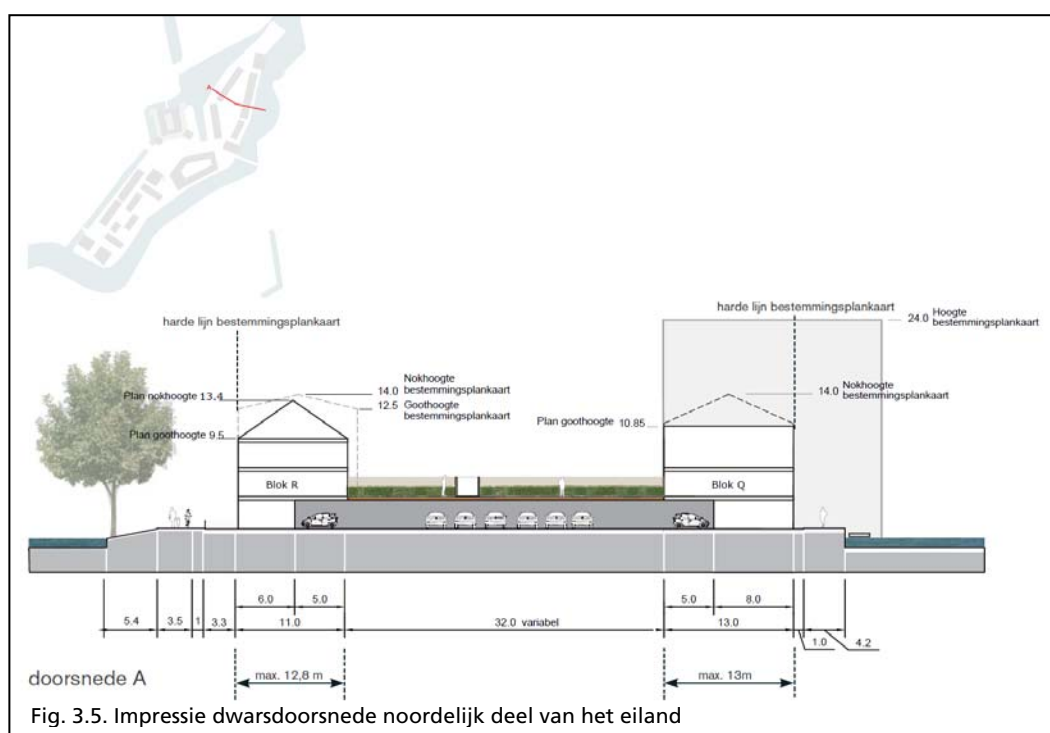 harde lijn bestemmingsplankaart
harde lijn bestemmingsplankaart
24.0 Hoogte
bestemmingsplankaart
Nokhoogte
14.0 bestemmingsplankaart
12.5 Goothoogte
bestemmingsplankaart
14.0 Nokhoogte
bestemmingsplankaart
Plan nokhoogte 13.4
Plan goothoogte 9.5
Plan goothoogte 10.85
Blok R
Blok Q
6.0 5.0 5.0 8.0
5.4 3.5 1 3.3 11.0 32.0 variabel 13.0
1.0 4.2
doorsnede A
max. 12,8 m
max. 13m
Fig. 3.5. Impressie dwarsdoorsnede noordelijk deel van het eiland